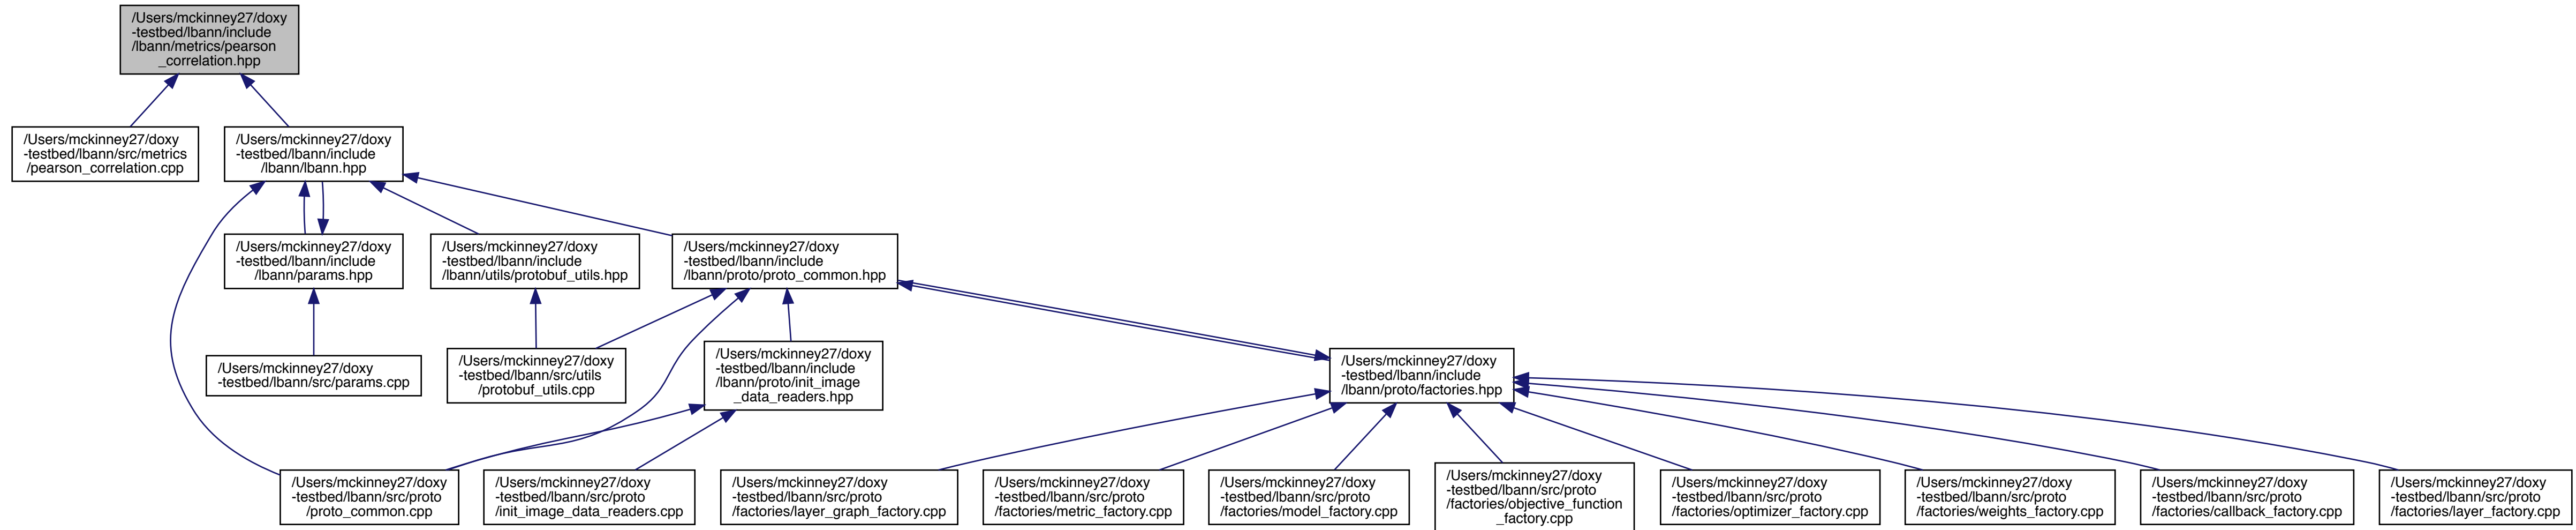 /Users/mckinney27/doxy
-testbed/lbann/include
/lbann/metrics/pearson
_correlation.hpp
/Users/mckinney27/doxy
-testbed/lbann/src/metrics
/pearson_correlation.cpp
/Users/mckinney27/doxy
-testbed/lbann/include
/lbann/lbann.hpp
/Users/mckinney27/doxy
-testbed/lbann/include
/lbann/params.hpp
/Users/mckinney27/doxy
-testbed/lbann/include
/lbann/utils/protobuf_utils.hpp
/Users/mckinney27/doxy
-testbed/lbann/include
/lbann/proto/proto_common.hpp
/Users/mckinney27/doxy
-testbed/lbann/src/params.cpp
/Users/mckinney27/doxy
-testbed/lbann/src/utils
/protobuf_utils.cpp
/Users/mckinney27/doxy
-testbed/lbann/include
/lbann/proto/init_image
_data_readers.hpp
/Users/mckinney27/doxy
-testbed/lbann/include
/lbann/proto/factories.hpp
/Users/mckinney27/doxy
-testbed/lbann/src/proto
/proto_common.cpp
/Users/mckinney27/doxy
-testbed/lbann/src/proto
/init_image_data_readers.cpp
/Users/mckinney27/doxy
-testbed/lbann/src/proto
/factories/layer_graph_factory.cpp
/Users/mckinney27/doxy
-testbed/lbann/src/proto
/factories/metric_factory.cpp
/Users/mckinney27/doxy
-testbed/lbann/src/proto
/factories/model_factory.cpp
/Users/mckinney27/doxy
-testbed/lbann/src/proto
/factories/objective_function
_factory.cpp
/Users/mckinney27/doxy
-testbed/lbann/src/proto
/factories/optimizer_factory.cpp
/Users/mckinney27/doxy
-testbed/lbann/src/proto
/factories/weights_factory.cpp
/Users/mckinney27/doxy
-testbed/lbann/src/proto
/factories/callback_factory.cpp
/Users/mckinney27/doxy
-testbed/lbann/src/proto
/factories/layer_factory.cpp